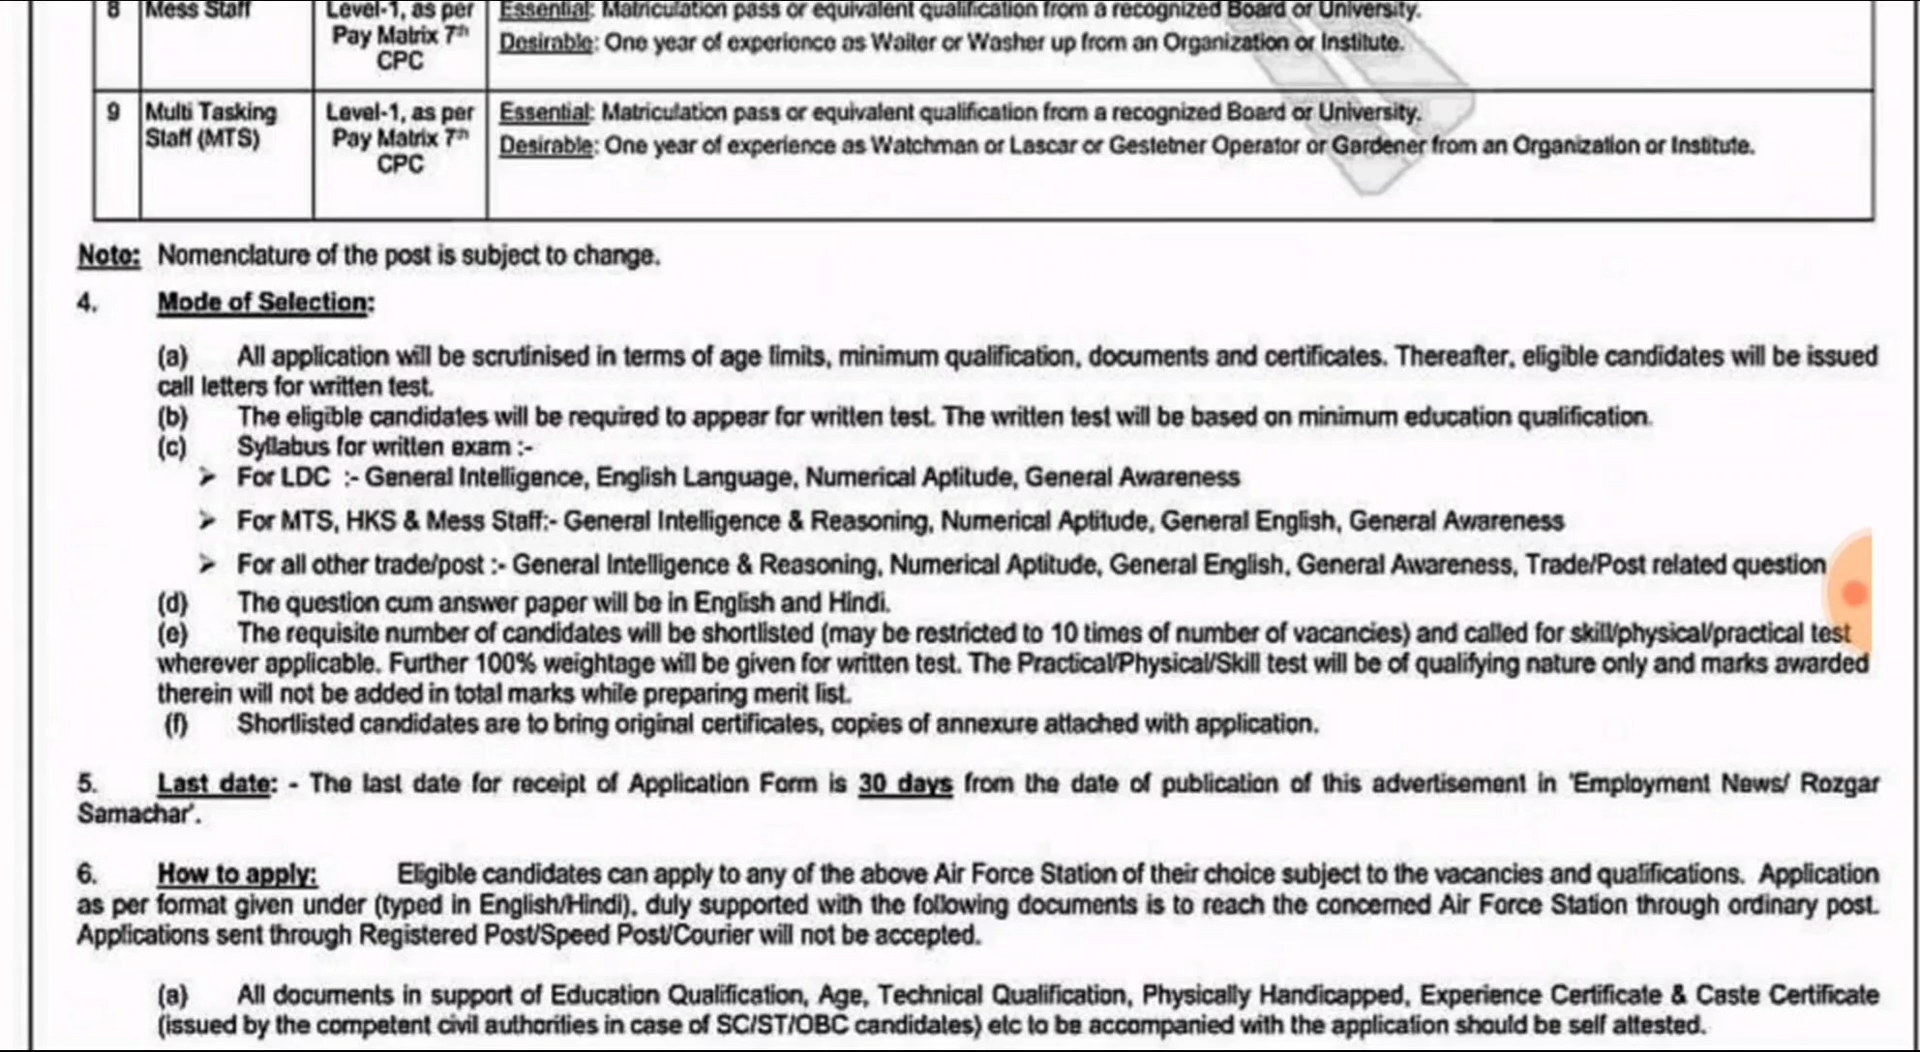 8 Mess Staff Level-1, as per Pay Matrix 7th CPC Essential: Matriculation pass or equivalent qualification from a recognized Board or University.
Desirable: One year of experience as Waiter or Washer up from an Organization or Institute.
9 Multi Tasking Staff (MTS) Level-1, as per Pay Matrix 7th CPC Essential: Matriculation pass or equivalent qualification from a recognized Board or University.
Desirable: One year of experience as Watchman or Lascar or Gestetner Operator or Gardener from an Organization or Institute.
Note: Nomenclature of the post is subject to change.
4. Mode of Selection:
(a) All application will be scrutinised in terms of age limits, minimum qualification, documents and certificates. Thereafter, eligible candidates will be issued
call letters for written test.
(b) The eligible candidates will be required to appear for written test. The written test will be based on minimum education qualification.
(c) Syllabus for written exam :-
➢ For LDC :- General Intelligence, English Language, Numerical Aptitude, General Awareness
➢ For MTS, HKS & Mess Staff:- General Intelligence & Reasoning, Numerical Aptitude, General English, General Awareness
➢ For all other trade/post :- General Intelligence & Reasoning, Numerical Aptitude, General English, General Awareness, Trade/Post related question
(d) The question cum answer paper will be in English and Hindi.
(e) The requisite number of candidates will be shortlisted (may be restricted to 10 times of number of vacancies) and called for skill/physical/practical test
wherever applicable. Further 100% weightage will be given for written test. The Practical/Physical/Skill test will be of qualifying nature only and marks awarded
therein will not be added in total marks while preparing merit list.
(f) Shortlisted candidates are to bring original certificates, copies of annexure attached with application.
5. Last date: - The last date for receipt of Application Form is 30 days from the date of publication of this advertisement in 'Employment News/ Rozgar
Samachar'.
6. How to apply: Eligible candidates can apply to any of the above Air Force Station of their choice subject to the vacancies and qualifications. Application
as per format given under (typed in English/Hindi), duly supported with the following documents is to reach the concerned Air Force Station through ordinary post.
Applications sent through Registered Post/Speed Post/Courier will not be accepted.
(a) All documents in support of Education Qualification, Age, Technical Qualification, Physically Handicapped, Experience Certificate & Caste Certificate
(issued by the competent civil authorities in case of SC/ST/OBC candidates) etc to be accompanied with the application should be self attested.